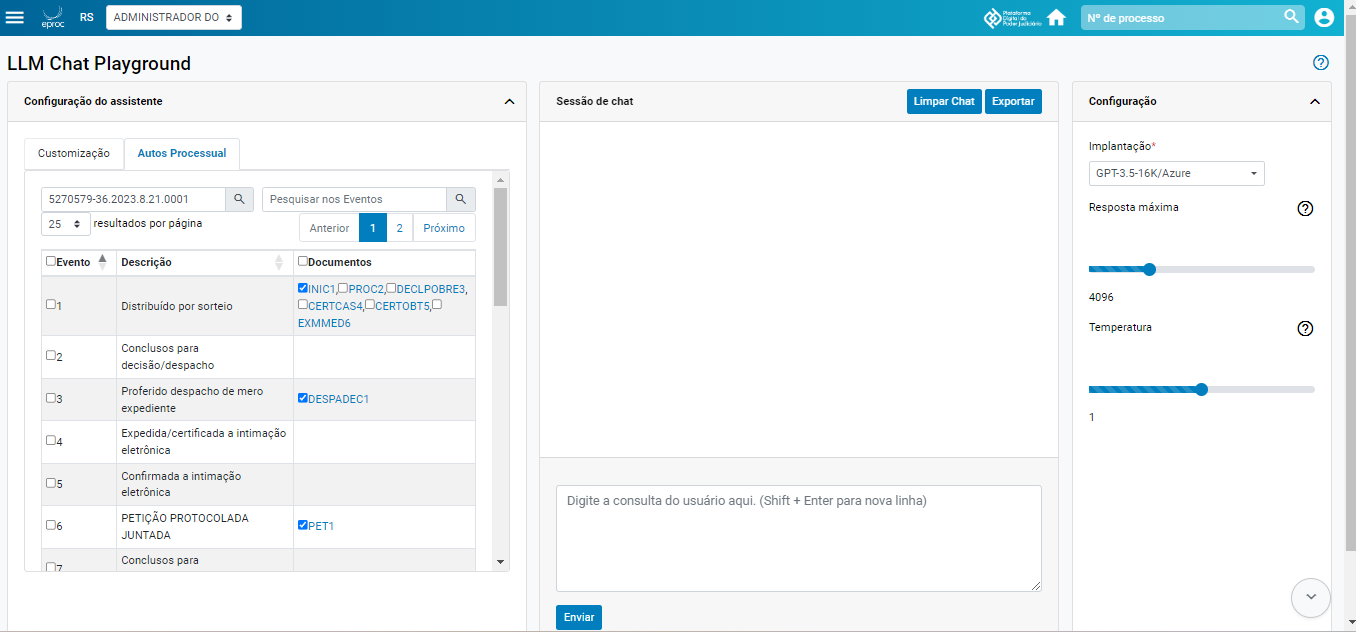 eproc
RS
ADMINISTRADOR DO
Plataforma
Digital do
Poder Judiciário
Nº de processo
LLM Chat Playground
Configuração do assistente
Customização
Autos Processual
5270579-36.2023.8.21.0001
Pesquisar nos Eventos
25 resultados por página
Anterior 1 2 Próximo
Evento Descrição Documentos
1 Distribuído por sorteio INIC1,PROC2,DECLPOBRE3,
CERTCAS4,CERTOBT5,
EXMMED6
2 Conclusos para
decisão/despacho
3 Proferido despacho de mero
expediente DESPADEC1
4 Expedida/certificada a intimação
eletrônica
5 Confirmada a intimação
eletrônica
6 PETIÇÃO PROTOCOLADA
JUNTADA PET1
7 Conclusos para
Sessão de chat
Limpar Chat
Exportar
Digite a consulta do usuário aqui. (Shift + Enter para nova linha)
Enviar
Configuração
Implantação*
GPT-3.5-16K/Azure
Resposta máxima
4096
Temperatura
1